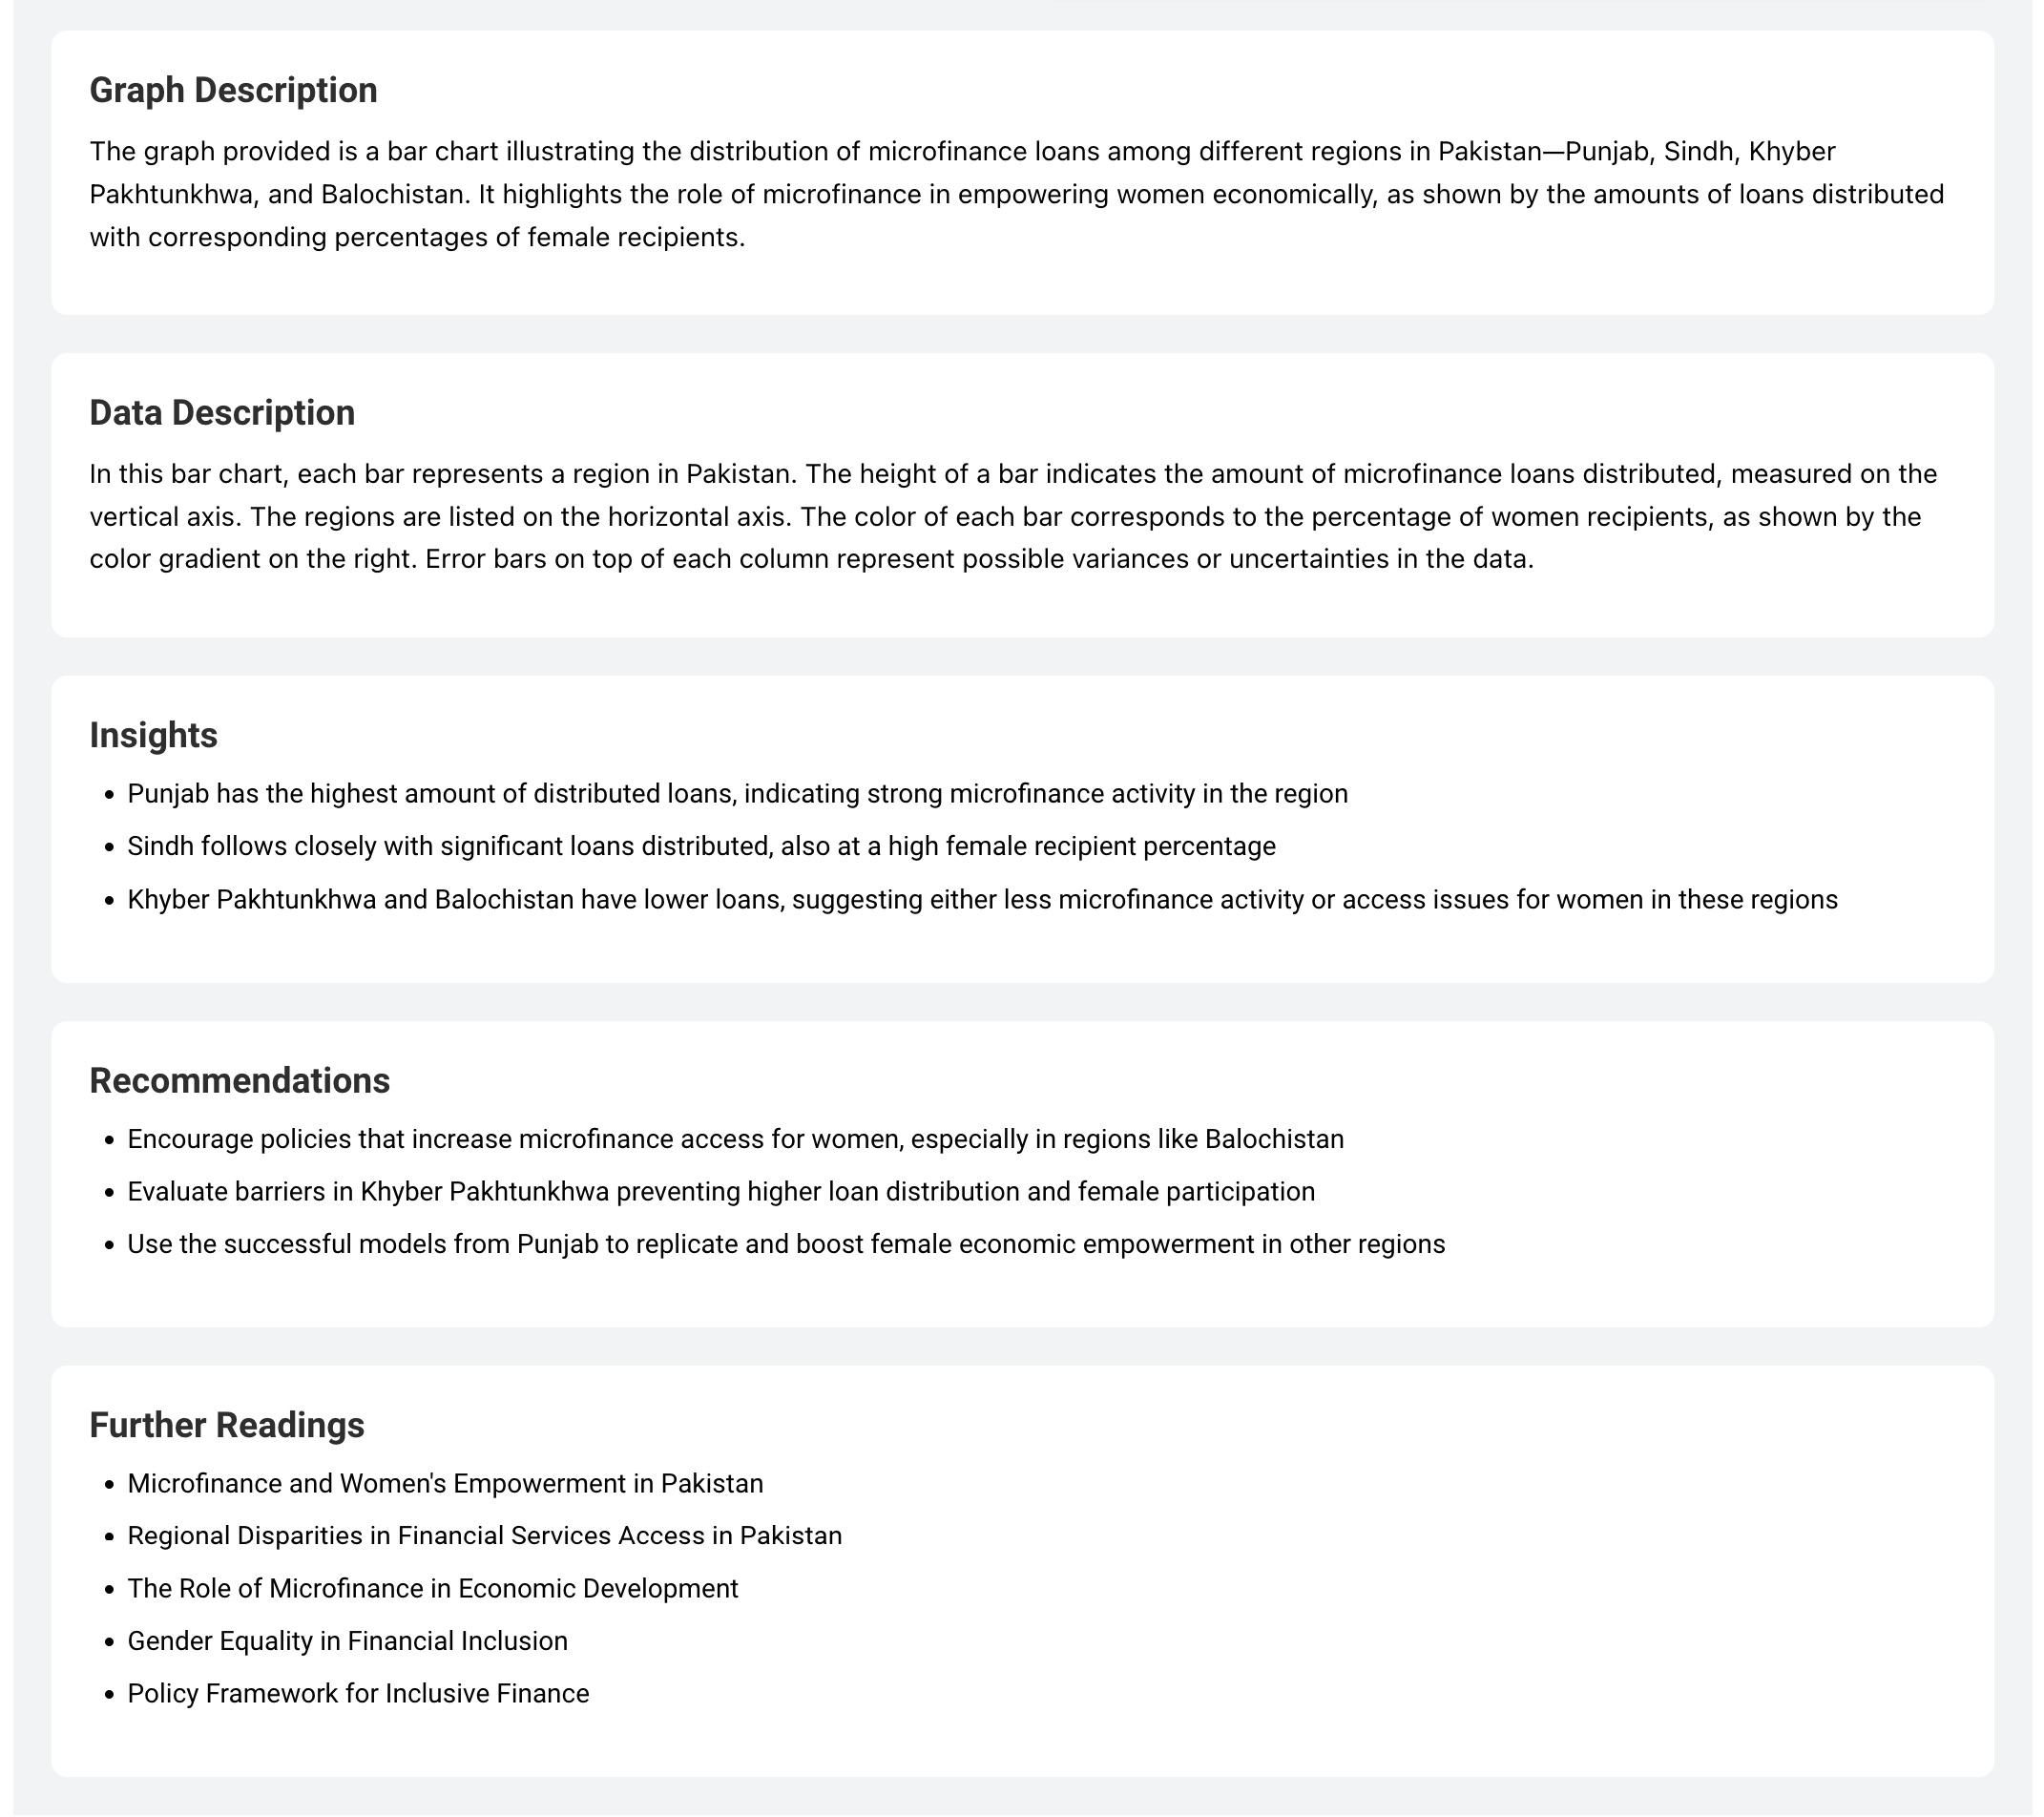 Graph Description
The graph provided is a bar chart illustrating the distribution of microfinance loans among different regions in Pakistan—Punjab, Sindh, Khyber
Pakhtunkhwa, and Balochistan. It highlights the role of microfinance in empowering women economically, as shown by the amounts of loans distributed
with corresponding percentages of female recipients.
Data Description
In this bar chart, each bar represents a region in Pakistan. The height of a bar indicates the amount of microfinance loans distributed, measured on the
vertical axis. The regions are listed on the horizontal axis. The color of each bar corresponds to the percentage of women recipients, as shown by the
color gradient on the right. Error bars on top of each column represent possible variances or uncertainties in the data.
Insights
• Punjab has the highest amount of distributed loans, indicating strong microfinance activity in the region
• Sindh follows closely with significant loans distributed, also at a high female recipient percentage
• Khyber Pakhtunkhwa and Balochistan have lower loans, suggesting either less microfinance activity or access issues for women in these regions
Recommendations
• Encourage policies that increase microfinance access for women, especially in regions like Balochistan
• Evaluate barriers in Khyber Pakhtunkhwa preventing higher loan distribution and female participation
• Use the successful models from Punjab to replicate and boost female economic empowerment in other regions
Further Readings
• Microfinance and Women's Empowerment in Pakistan
• Regional Disparities in Financial Services Access in Pakistan
• The Role of Microfinance in Economic Development
• Gender Equality in Financial Inclusion
• Policy Framework for Inclusive Finance